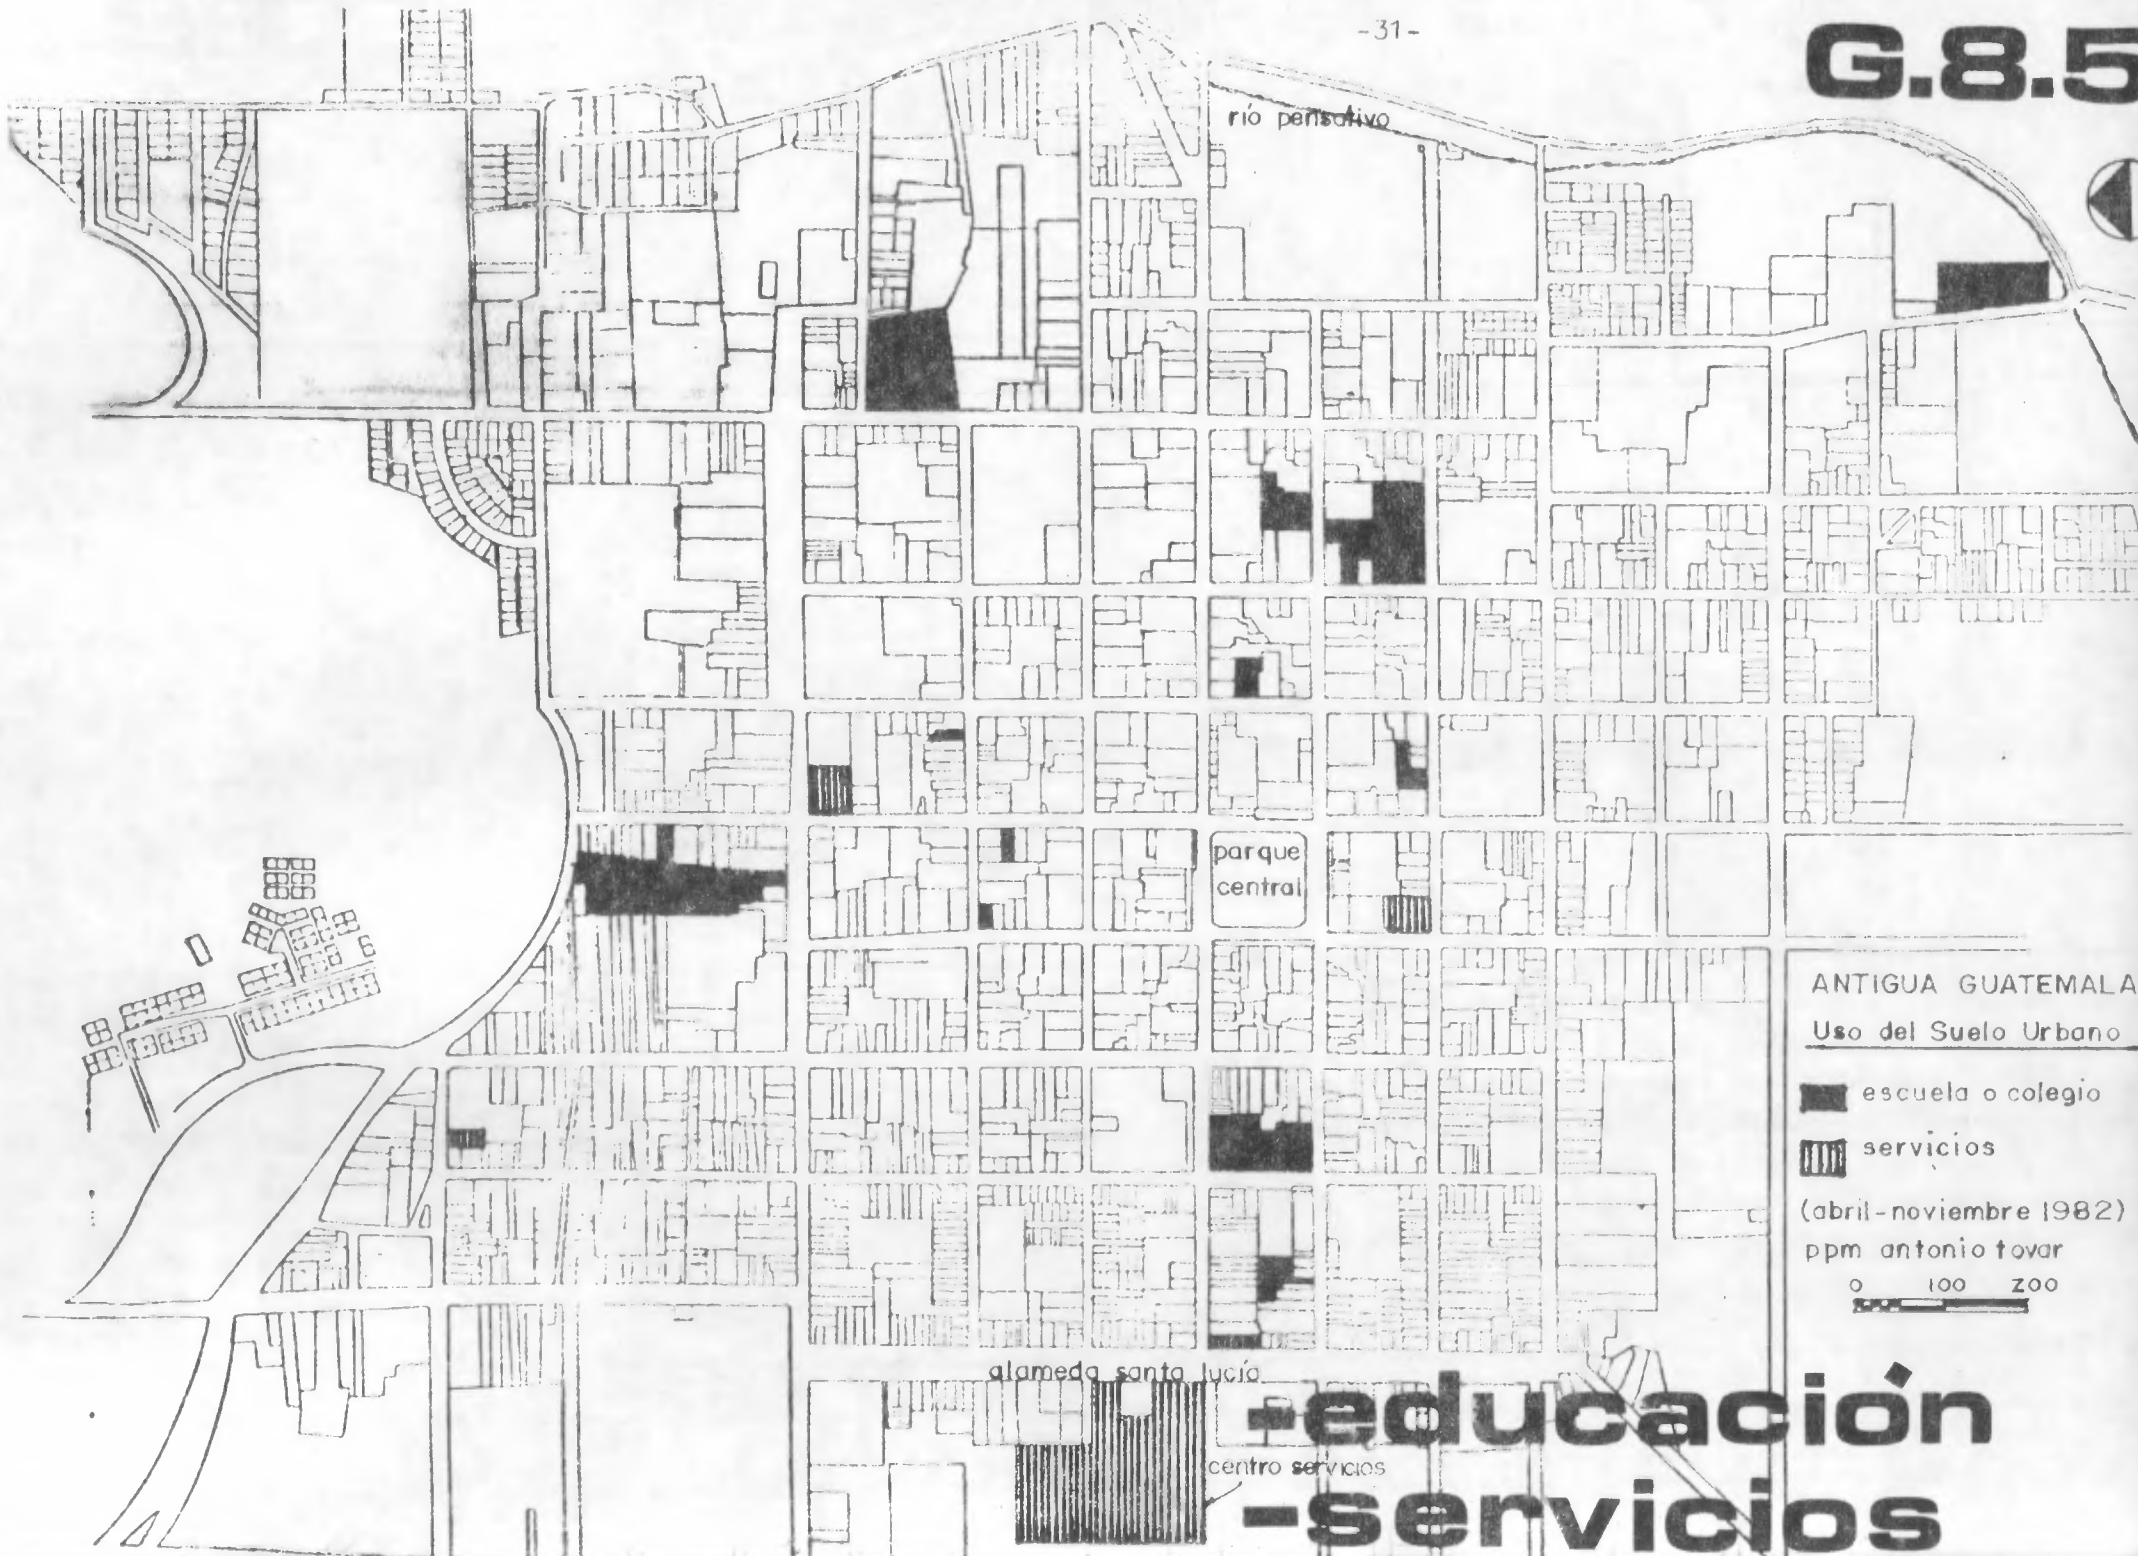 -31-
G.8.5
río pensativo
parque
central
ANTIGUA GUATEMALA
Uso del Suelo Urbano
escuela o colegio
servicios
(abril-noviembre 1982)
ppm antonio tovar
0 100 200
alameda santa lucía
-educación
centro servicios
-servicios